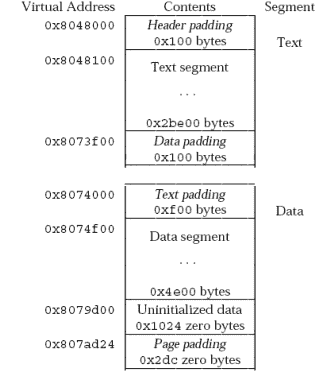 Virtual Address Contents Segment
0x8048000 Header padding
0x100 bytes Text
0x8048100 Text segment
. . .
0x2be00 bytes
0x8073f00 Data padding
0x100 bytes
0x8074000 Text padding
0xf00 bytes Data
0x8074f00 Data segment
. . .
0x4e00 bytes
0x8079d00 Uninitialized data
0x1024 zero bytes
0x807ad24 Page padding
0x2dc zero bytes